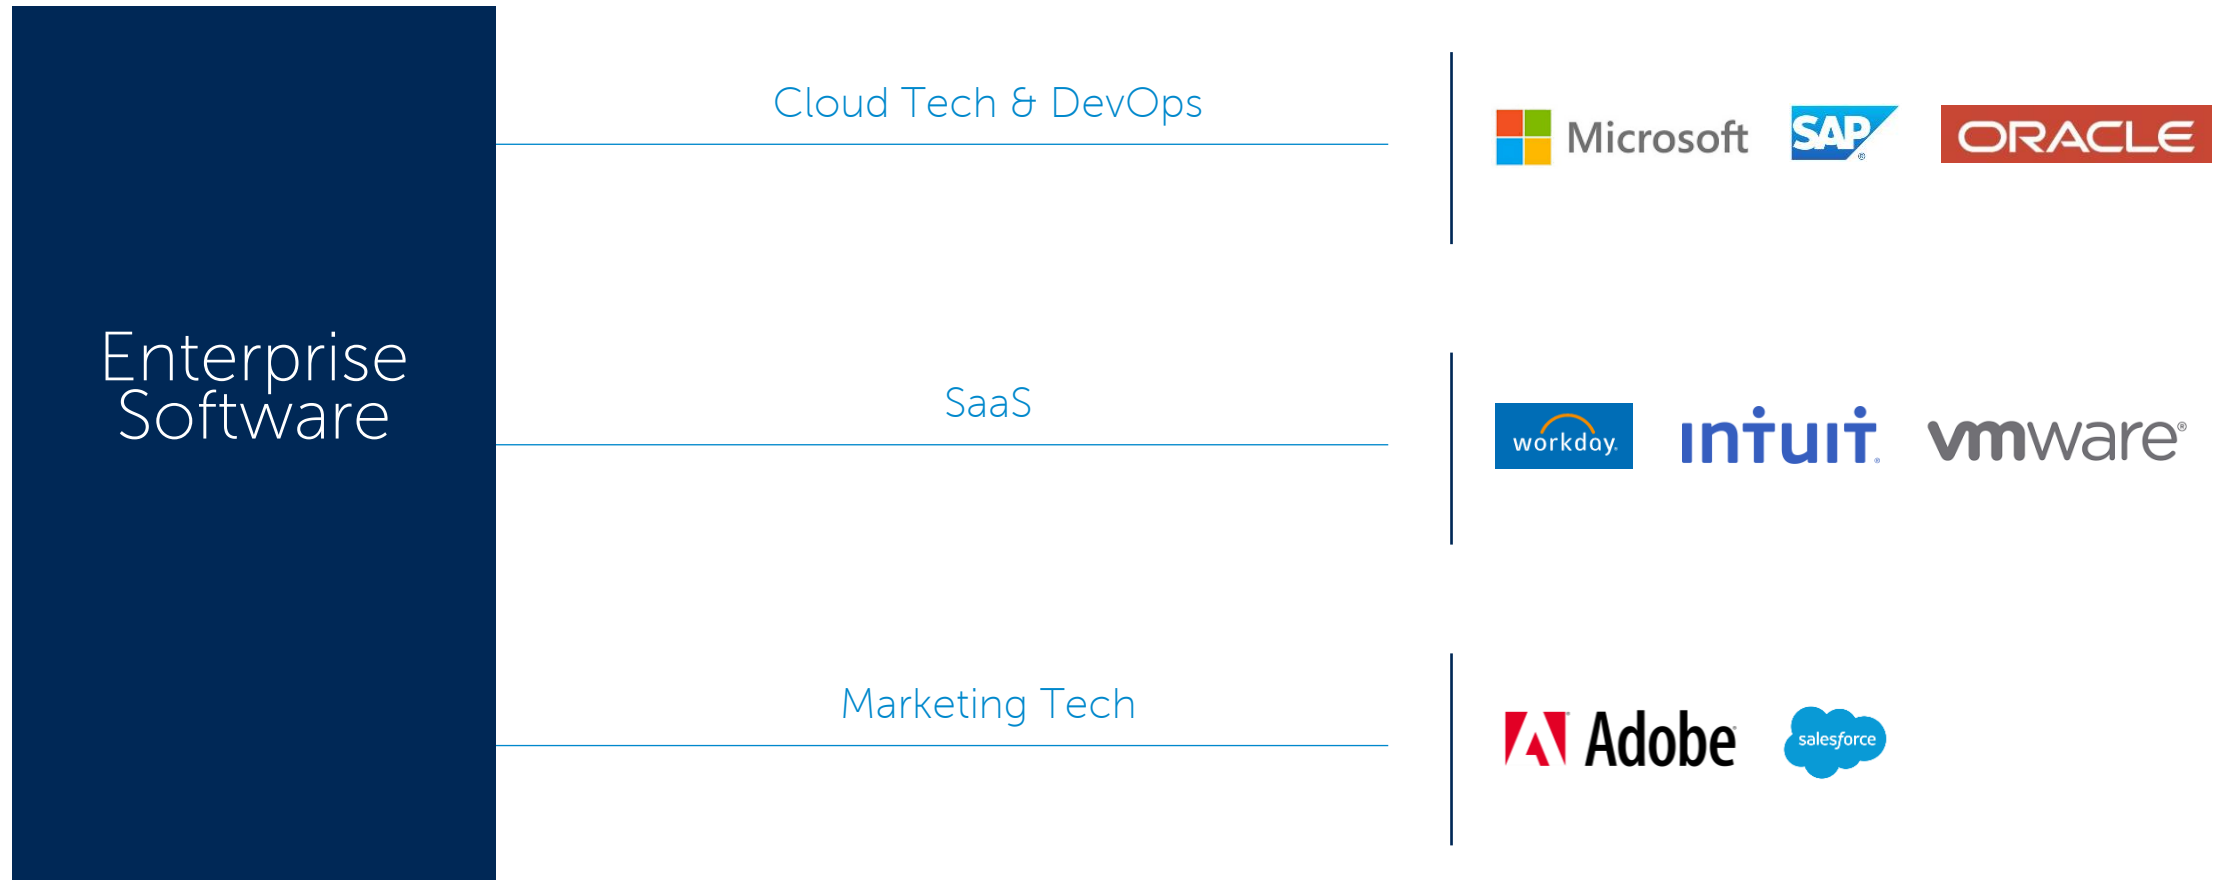 Enterprise
Software
Cloud Tech & DevOps
Microsoft SAP® ORACLE
SaaS
workday. intuit® vmware®
Marketing Tech
Adobe salesforce